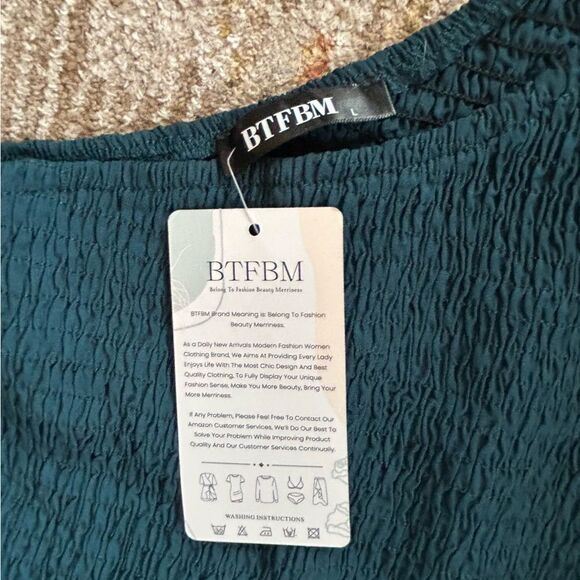 BTFBM L
BTFBM
Belong To Fashion Beauty Merriness
BTFBM Brand Meaning is: Belong To Fashion
Beauty Merriness.
As a Daily New Arrivals Modern Fashion Women
Clothing Brand, We Aims At Providing Every Lady
Enjoys Life With The Most Chic Design And Best
Quality Clothing, To Fully Display Your Unique
Fashion Sense, Make You More Beauty, Bring Your
More Merriness.
If Any Problem, Please Feel Free To Contact Our
Amazon Customer Services, We'll Do Our Best To
Solve Your Problem While Improving Product
Quality And Our Customer Services Continually.
WASHING INSTRUCTIONS